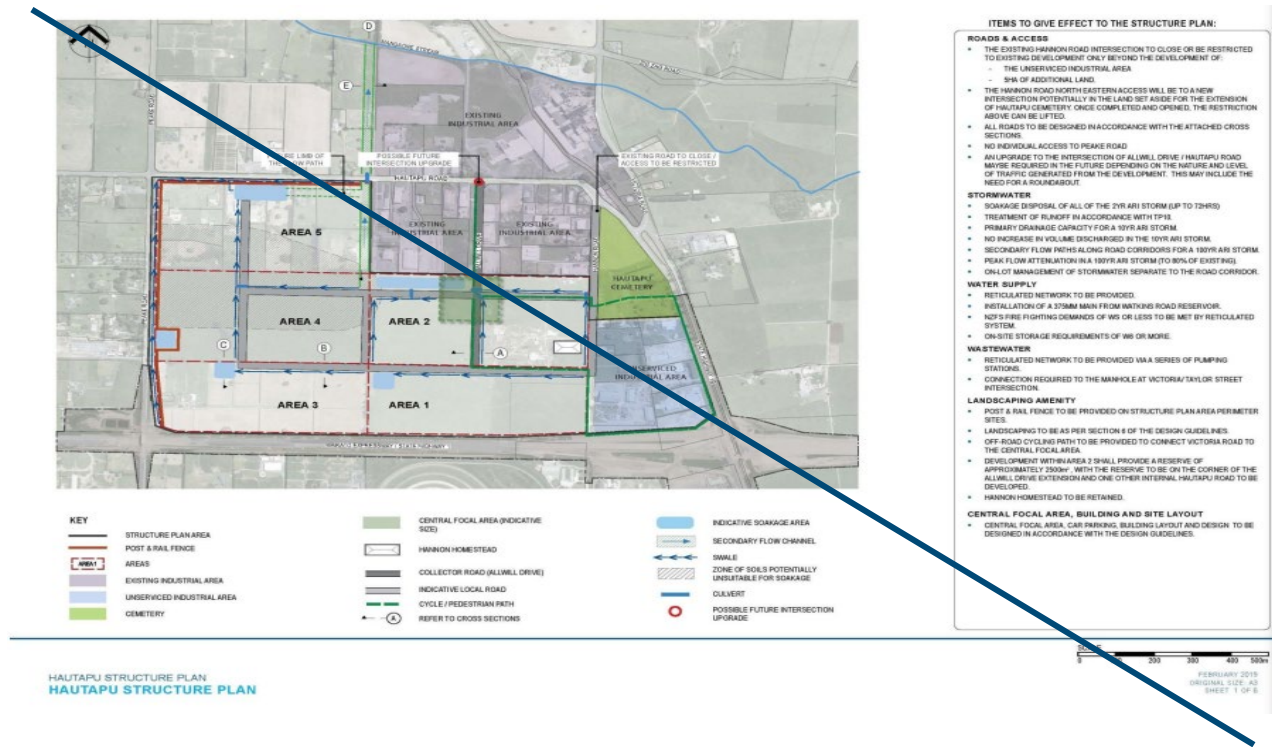 ITEMS TO GIVE EFFECT TO THE STRUCTURE PLAN:
ROADS & ACCESS
THE EXISTING HANNON ROAD INTERSECTION TO CLOSE OR BE RESTRICTED
TO EXISTING DEVELOPMENT ONLY BEYOND THE DEVELOPMENT OF:
- THE UNSERVICED INDUSTRIAL AREA
- 5HA OF ADDITIONAL LAND.
THE HANNON ROAD NORTH EASTERN ACCESS WILL BE TO A NEW
INTERSECTION POTENTIALLY IN THE LAND SET ASIDE FOR THE EXTENSION
OF HAUTAPU CEMETERY. ONCE COMPLETED AND OPENED, THE RESTRICTION
ABOVE CAN BE LIFTED.
ALL ROADS TO BE DESIGNED IN ACCORDANCE WITH THE ATTACHED CROSS
SECTIONS.
NO INDIVIDUAL ACCESS TO PEAKE ROAD
AN UPGRADE TO THE INTERSECTION OF ALLWILL DRIVE / HAUTAPU ROAD
MAYBE REQUIRED IN THE FUTURE DEPENDING ON THE NATURE AND LEVEL
OF TRAFFIC GENERATED FROM THE DEVELOPMENT. THIS MAY INCLUDE THE
NEED FOR A ROUNDABOUT.
STORMWATER
SOAKAGE DISPOSAL OF ALL OF THE 2YR ARI STORM (UP TO 72HRS)
TREATMENT OF RUNOFF IN ACCORDANCE WITH TP10.
PRIMARY DRAINAGE CAPACITY FOR A 10YR ARI STORM.
NO INCREASE IN VOLUME DISCHARGED IN THE 10YR ARI STORM.
SECONDARY FLOW PATHS ALONG ROAD CORRIDORS FOR A 100YR ARI STORM.
PEAK FLOW ATTENUATION IN A 100YR ARI STORM (TO 80% OF EXISTING).
ON-LOT MANAGEMENT OF STORMWATER SEPARATE TO THE ROAD CORRIDOR.
WATER SUPPLY
RETICULATED NETWORK TO BE PROVIDED.
INSTALLATION OF A 375MM MAIN FROM WATKINS ROAD RESERVOIR.
NZFS FIRE FIGHTING DEMANDS OF W5 OR LESS TO BE MET BY RETICULATED
SYSTEM.
ON-SITE STORAGE REQUIREMENTS OF W6 OR MORE.
WASTEWATER
RETICULATED NETWORK TO BE PROVIDED VIA A SERIES OF PUMPING
STATIONS.
CONNECTION REQUIRED TO THE MANHOLE AT VICTORIA/TAYLOR STREET
INTERSECTION.
LANDSCAPING AMENITY
POST & RAIL FENCE TO BE PROVIDED ON STRUCTURE PLAN AREA PERIMETER
SITES.
LANDSCAPING TO BE AS PER SECTION 6 OF THE DESIGN GUIDELINES.
OFF-ROAD CYCLING PATH TO BE PROVIDED TO CONNECT VICTORIA ROAD TO
THE CENTRAL FOCAL AREA.
DEVELOPMENT WITHIN AREA 2 SHALL PROVIDE A RESERVE OF
APPROXIMATELY 2500m², WITH THE RESERVE TO BE ON THE CORNER OF THE
ALLWILL DRIVE EXTENSION AND ONE OTHER INTERNAL HAUTAPU ROAD TO BE
DEVELOPED.
HANNON HOMESTEAD TO BE RETAINED.
CENTRAL FOCAL AREA, BUILDING AND SITE LAYOUT
CENTRAL FOCAL AREA, CAR PARKING, BUILDING LAYOUT AND DESIGN TO BE
DESIGNED IN ACCORDANCE WITH THE DESIGN GUIDELINES.
D
MANGAONE STREAM
E
EXISTING
INDUSTRIAL AREA
POSSIBLE FUTURE
INTERSECTION UPGRADE
EXISTING ROAD TO CLOSE /
ACCESS TO BE RESTRICTED
LIMB OF
HAUTAPU ROAD
AREA 5
EXISTING
INDUSTRIAL AREA
EXISTING
INDUSTRIAL AREA
HAUTAPU
CEMETERY
AREA 4
AREA 2
C
B
A
INDUSTRIAL AREA
AREA 3
AREA 1
WAIKATO EXPRESSWAY / STATE HIGHWAY
KEY
STRUCTURE PLAN AREA
POST & RAIL FENCE
AREA 1
AREAS
EXISTING INDUSTRIAL AREA
UNSERVICED INDUSTRIAL AREA
CEMETERY
CENTRAL FOCAL AREA (INDICATIVE
SIZE)
HANNON HOMESTEAD
COLLECTOR ROAD (ALLWILL DRIVE)
INDICATIVE LOCAL ROAD
CYCLE / PEDESTRIAN PATH
A
REFER TO CROSS SECTIONS
INDICATIVE SOAKAGE AREA
SECONDARY FLOW CHANNEL
SWALE
ZONE OF SOILS POTENTIALLY
UNSUITABLE FOR SOAKAGE
CULVERT
POSSIBLE FUTURE INTERSECTION
UPGRADE
0 200 300 400 500m
FEBRUARY 2019
ORIGINAL SIZE: A3
SHEET 1 OF 6
HAUTAPU STRUCTURE PLAN
HAUTAPU STRUCTURE PLAN